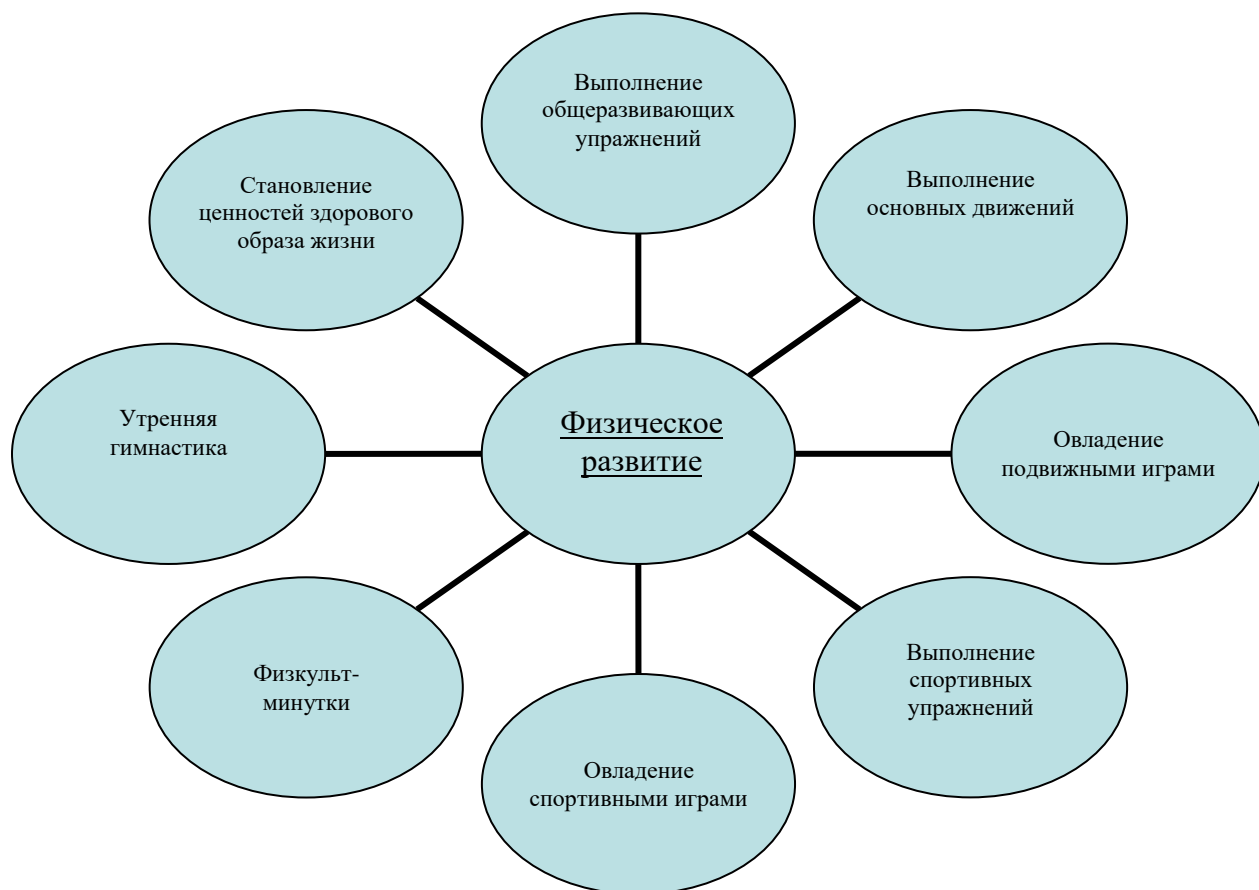 Выполнение
общеразвивающих
упражнений
Становление
ценностей здорового
образа жизни
Выполнение
основных движений
Утренняя
гимнастика
Физическое
развитие
Овладение
подвижными играми
Физкульт-
минутки
Выполнение
спортивных
упражнений
Овладение
спортивными играми